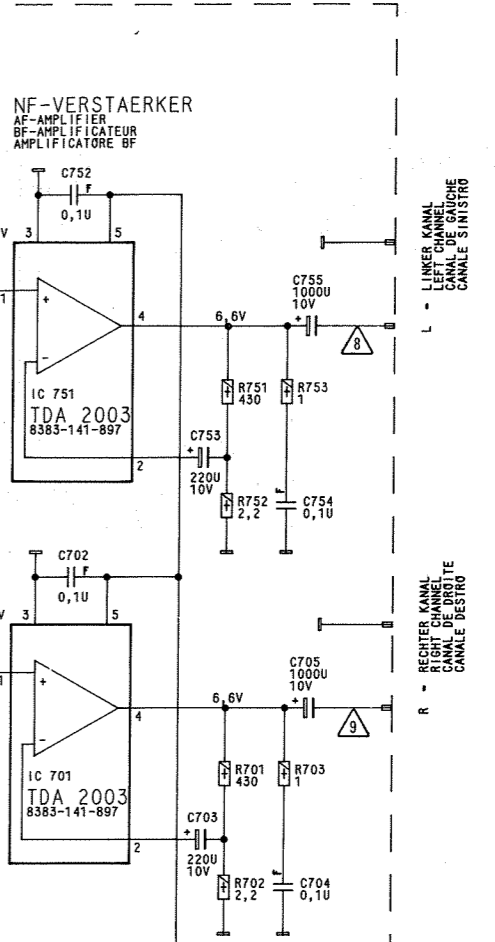 NF-VERSTAERKER
AF-AMPLIFIER
BF-AMPLIFICATEUR
AMPLIFICATORE BF
C752
F
0,1U
V
3
5
1
+
-
4
IC 751
TDA 2003
8383-141-897
2
6,6V
C755
1000U
10V
+
8
R751
430
R753
1
C753
+
220U
10V
R752
2,2
F
C754
0,1U
L - LINKER KANAL
LEFT CHANNEL
CANAL DE GAUCHE
CANALE SINISTRO
C702
F
0,1U
V
3
5
1
+
-
4
IC 701
TDA 2003
8383-141-897
2
6,6V
C705
1000U
10V
+
9
R701
430
R703
1
C703
+
220U
10V
R702
2,2
F
C704
0,1U
R - RECHTER KANAL
RIGHT CHANNEL
CANAL DE DROITE
CANALE DESTRO